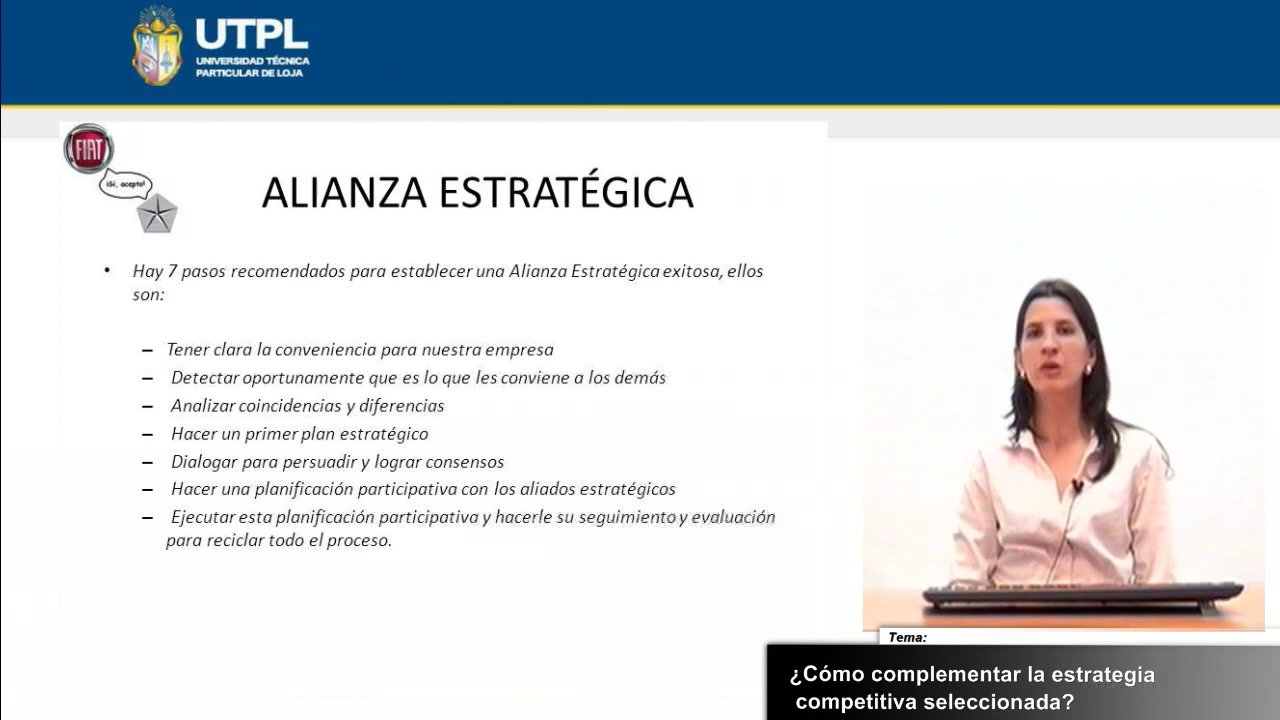 UTPL
UNIVERSIDAD TÉCNICA
PARTICULAR DE LOJA
FIAT
¡Sí, acepto!
ALIANZA ESTRATÉGICA
• Hay 7 pasos recomendados para establecer una Alianza Estratégica exitosa, ellos
son:
– Tener clara la conveniencia para nuestra empresa
– Detectar oportunamente que es lo que les conviene a los demás
– Analizar coincidencias y diferencias
– Hacer un primer plan estratégico
– Dialogar para persuadir y lograr consensos
– Hacer una planificación participativa con los aliados estratégicos
– Ejecutar esta planificación participativa y hacerle su seguimiento y evaluación
para reciclar todo el proceso.
Tema:
¿Cómo complementar la estrategia
competitiva seleccionada?